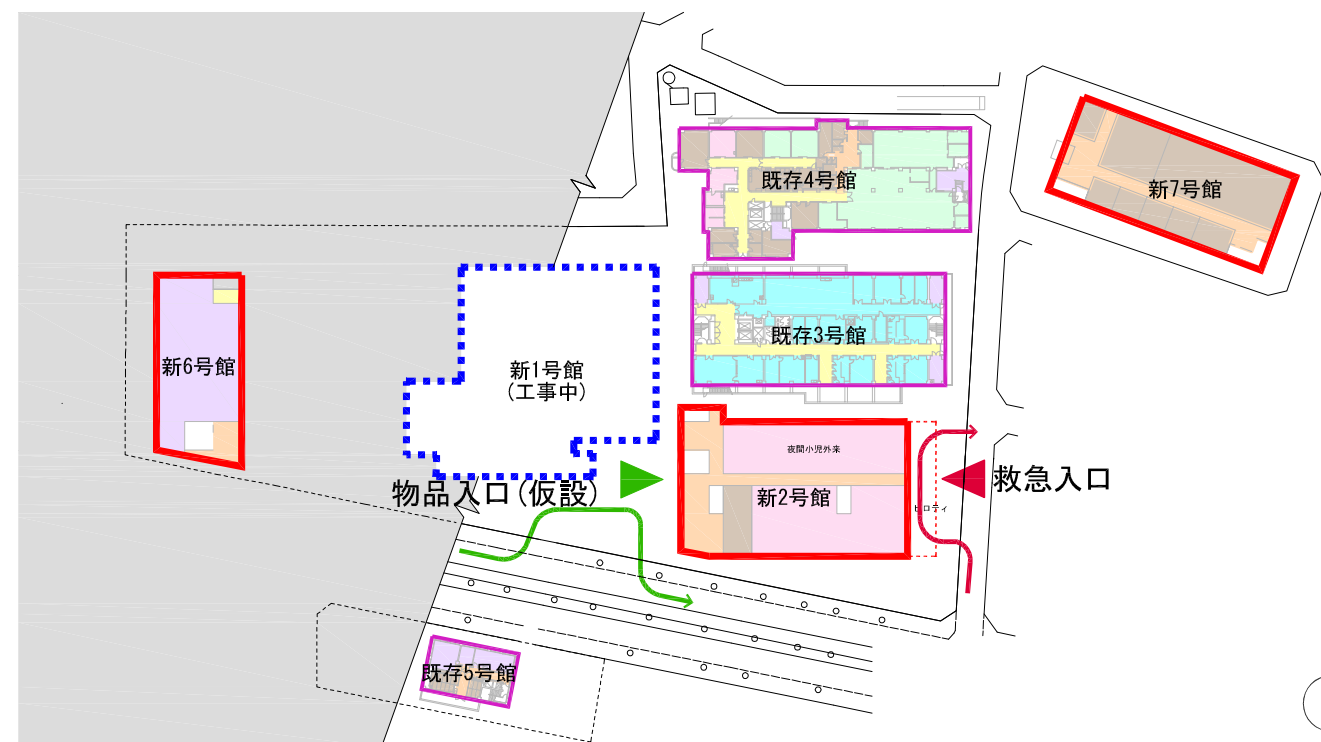 既存4号館
新7号館
既存3号館
新6号館
新1号館
(工事中)
夜間小児外来
物品入口(仮設)
新2号館
救急入口
ピロティ
既存5号館